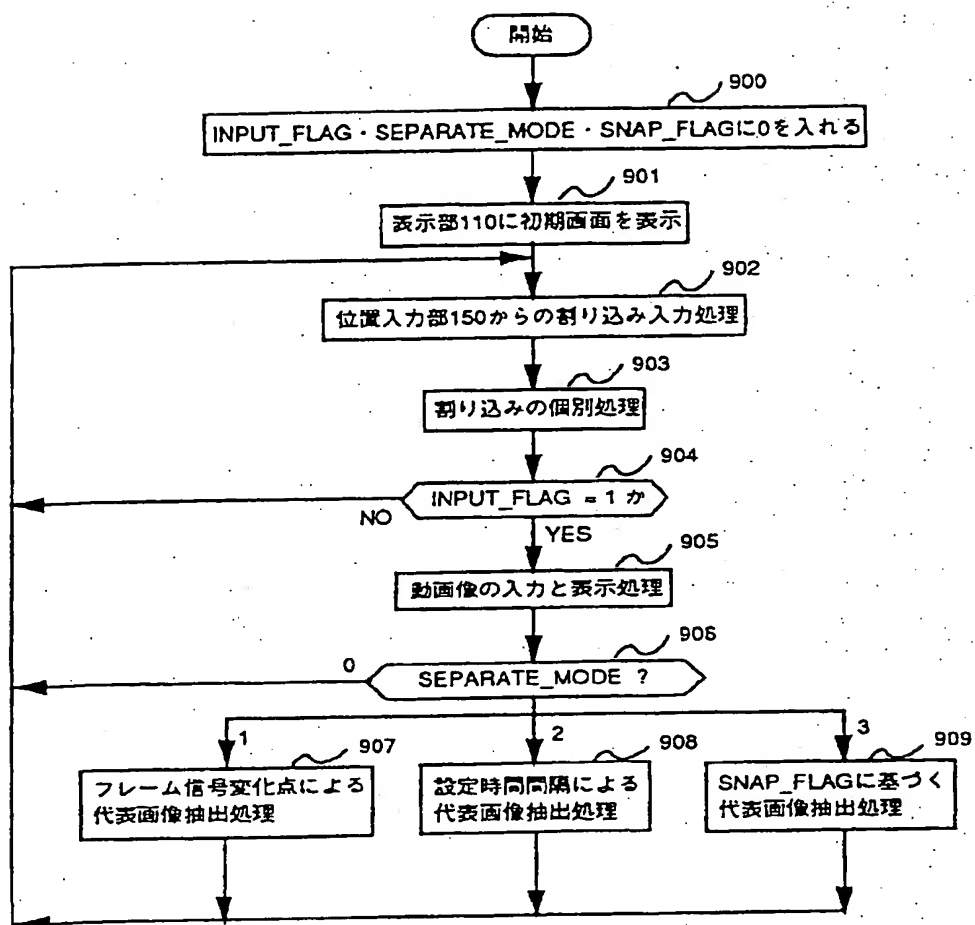 開始
900
INPUT_FLAG・SEPARATE_MODE・SNAP_FLAGに0を入れる
901
表示部110に初期画面を表示
902
位置入力部150からの割り込み入力処理
903
割り込みの個別処理
904
INPUT_FLAG = 1 か
NO
YES
905
動画像の入力と表示処理
906
0
SEPARATE_MODE ?
1
907
2
908
3
909
フレーム信号変化点による
代表画像抽出処理
設定時間間隔による
代表画像抽出処理
SNAP_FLAGに基づく
代表画像抽出処理